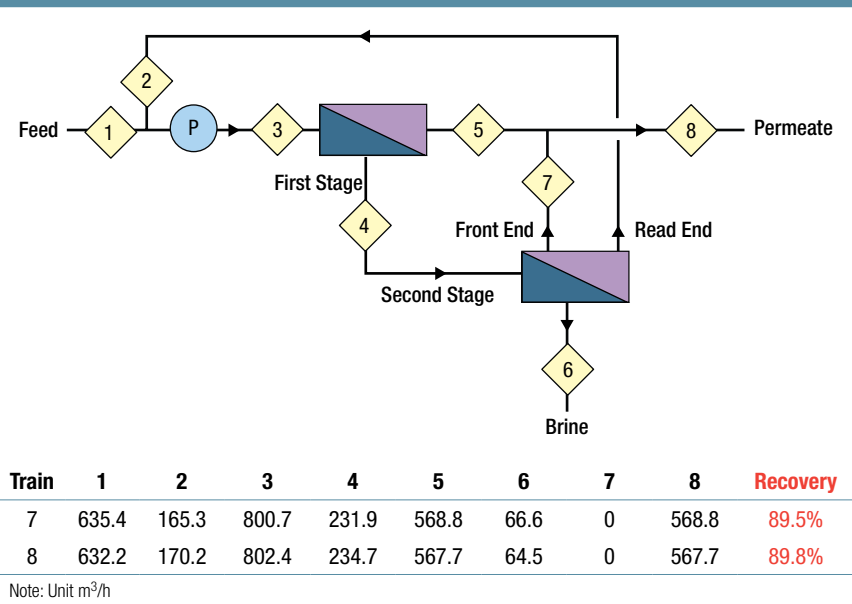 2
Feed 1 P 3 5 8 Permeate
First Stage
7
4
Front End Read End
Second Stage
6
Brine
Train 1 2 3 4 5 6 7 8 Recovery
7 635.4 165.3 800.7 231.9 568.8 66.6 0 568.8 89.5%
8 632.2 170.2 802.4 234.7 567.7 64.5 0 567.7 89.8%
Note: Unit m³/h